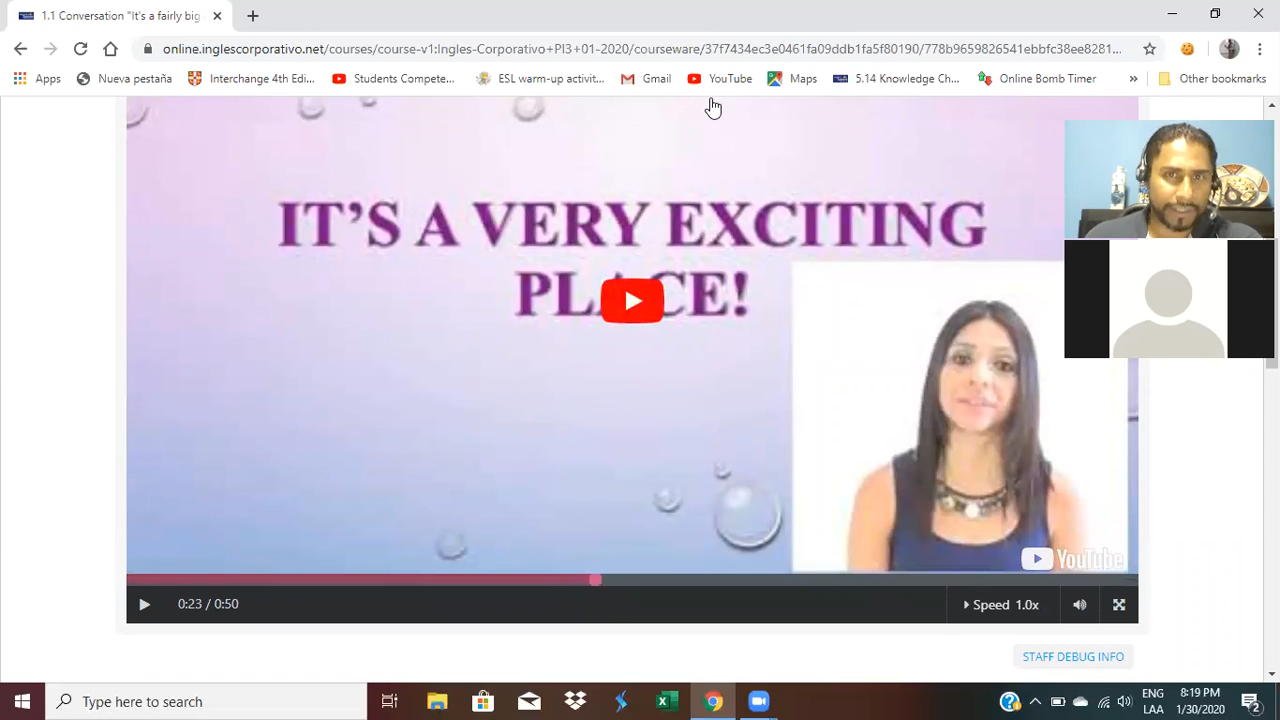 1.1 Conversation "It's a fairly big
online.inglescorporativo.net/courses/course-v1:Ingles-Corporativo+PI3+01-2020/courseware/37f7434ec3e0461fa09ddb1fa5f80190/778b9659826541ebbfc38ee8281...
Apps
Nueva pestaña
Interchange 4th Edi...
Students Compete...
ESL warm-up activit...
Gmail
YouTube
Maps
5.14 Knowledge Ch...
Online Bomb Timer
»
Other bookmarks
IT'S A VERY EXCITING
PLACE!
YouTube
0:23 / 0:50
Speed 1.0x
STAFF DEBUG INFO
Type here to search
ENG
LAA
8:19 PM
1/30/2020
2